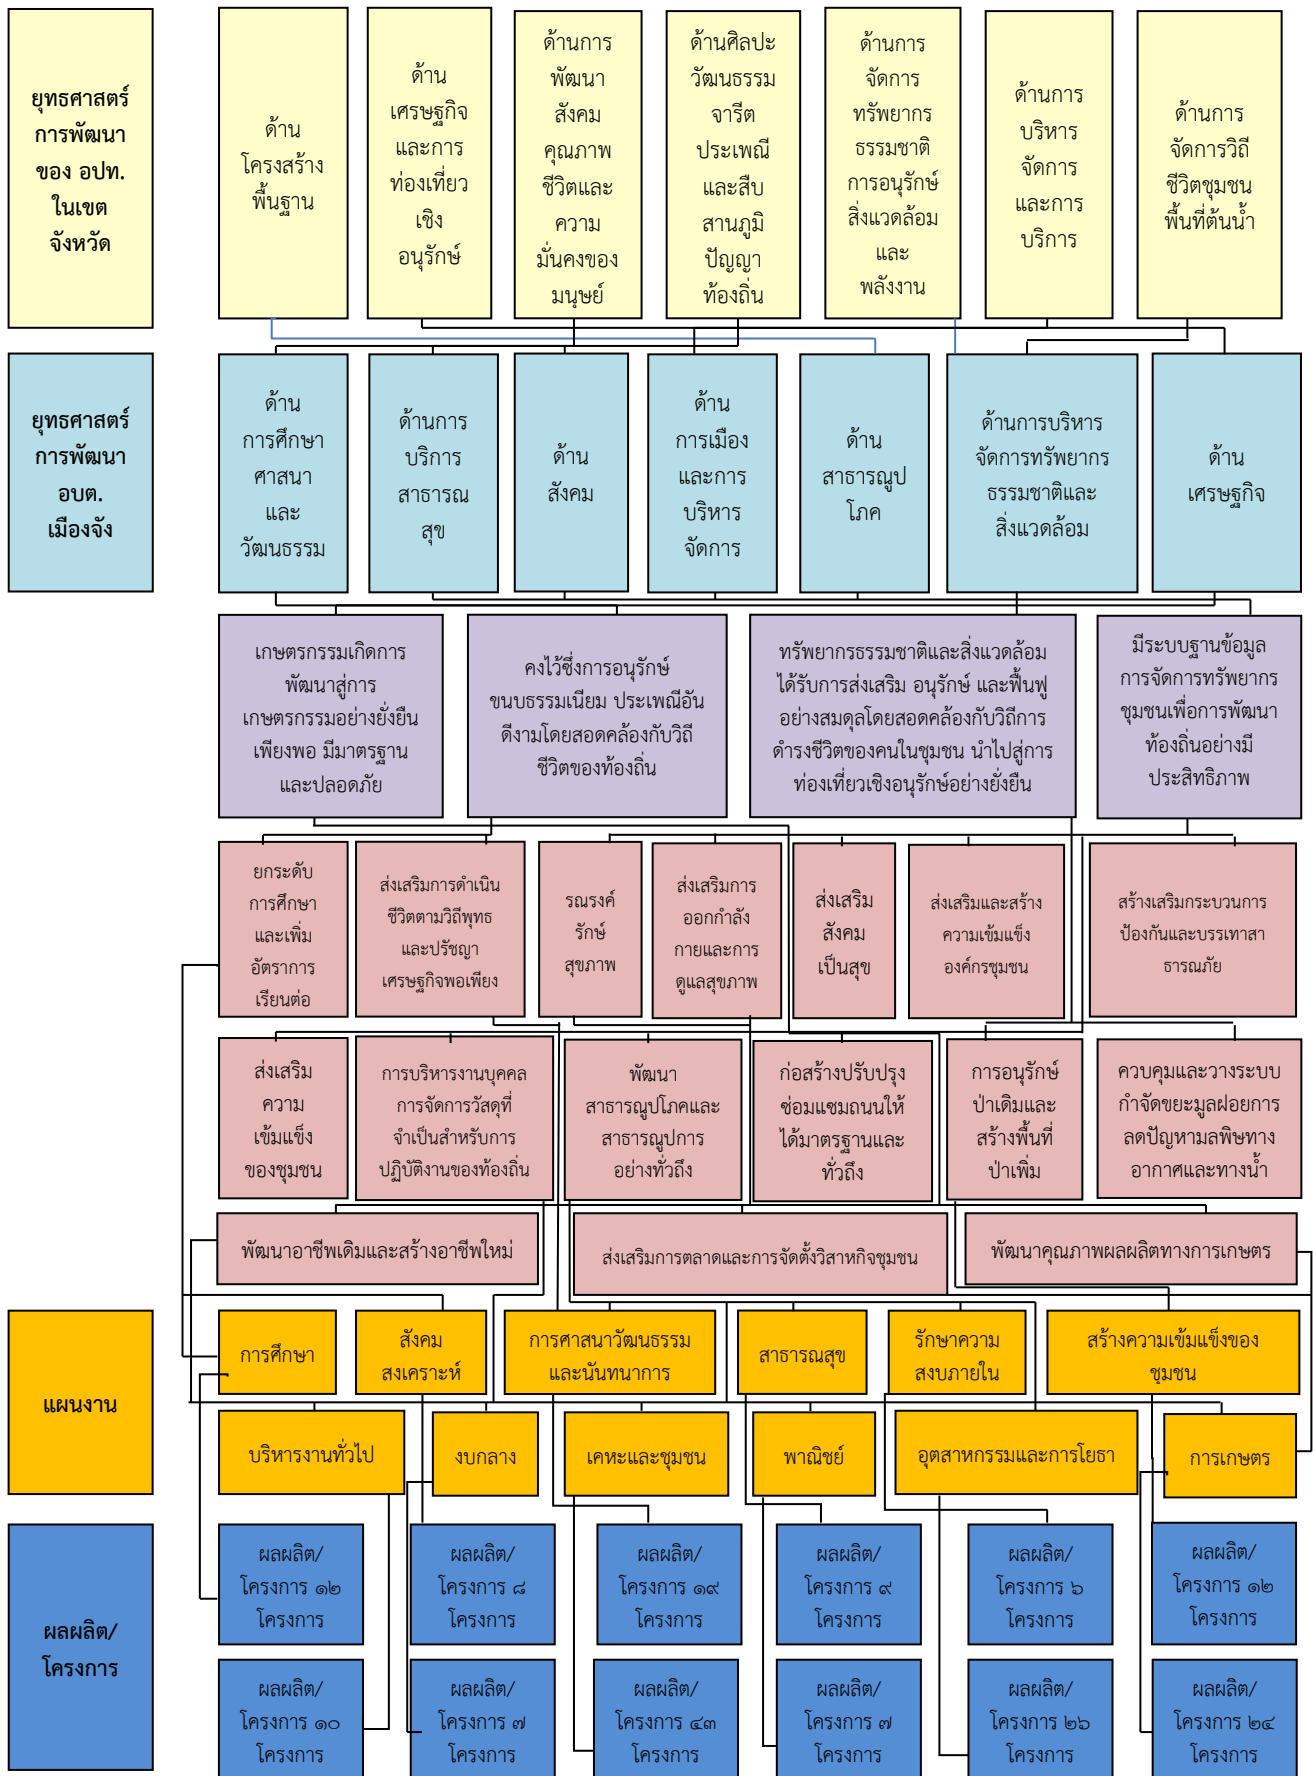 ยุทธศาสตร์
การพัฒนา
ของ อปท.
ในเขต
จังหวัด
ด้าน
โครงสร้าง
พื้นฐาน
ด้าน
เศรษฐกิจ
และการ
ท่องเที่ยว
เชิง
อนุรักษ์
ด้านการ
พัฒนา
สังคม
คุณภาพ
ชีวิตและ
ความ
มั่นคงของ
มนุษย์
ด้านศิลปะ
วัฒนธรรม
จารีต
ประเพณี
และสืบ
สานภูมิ
ปัญญา
ท้องถิ่น
ด้านการ
จัดการ
ทรัพยากร
ธรรมชาติ
การอนุรักษ์
สิ่งแวดล้อม
และ
พลังงาน
ด้านการ
บริหาร
จัดการ
และการ
บริการ
ด้านการ
จัดการวิถี
ชีวิตชุมชน
พื้นที่ต้นน้ำ
ยุทธศาสตร์
การพัฒนา
อบต.
เมืองจัง
ด้าน
การศึกษา
ศาสนา
และ
วัฒนธรรม
ด้านการ
บริการ
สาธารณ
สุข
ด้าน
สังคม
ด้าน
การเมือง
และการ
บริหาร
จัดการ
ด้าน
สาธารณูป
โภค
ด้านการบริหาร
จัดการทรัพยากร
ธรรมชาติและ
สิ่งแวดล้อม
ด้าน
เศรษฐกิจ
เกษตรกรรมเกิดการ
พัฒนาสู่การ
เกษตรกรรมอย่างยั่งยืน
เพียงพอ มีมาตรฐาน
และปลอดภัย
คงไว้ซึ่งการอนุรักษ์
ขนบธรรมเนียม ประเพณีอัน
ดีงามโดยสอดคล้องกับวิถี
ชีวิตของท้องถิ่น
ทรัพยากรธรรมชาติและสิ่งแวดล้อม
ได้รับการส่งเสริม อนุรักษ์ และฟื้นฟู
อย่างสมดุลโดยสอดคล้องกับวิถีการ
ดำรงชีวิตของคนในชุมชน นำไปสู่การ
ท่องเที่ยวเชิงอนุรักษ์อย่างยั่งยืน
มีระบบฐานข้อมูล
การจัดการทรัพยากร
ชุมชนเพื่อการพัฒนา
ท้องถิ่นอย่างมี
ประสิทธิภาพ
ยกระดับ
การศึกษา
และเพิ่ม
อัตราการ
เรียนต่อ
ส่งเสริมการดำเนิน
ชีวิตตามวิถีพุทธ
และปรัชญา
เศรษฐกิจพอเพียง
รณรงค์
รักษ์
สุขภาพ
ส่งเสริมการ
ออกกำลัง
กายและการ
ดูแลสุขภาพ
ส่งเสริม
สังคม
เป็นสุข
ส่งเสริมและสร้าง
ความเข้มแข็ง
องค์กรชุมชน
สร้างเสริมกระบวนการ
ป้องกันและบรรเทาสา
ธารณภัย
ส่งเสริม
ความ
เข้มแข็ง
ของชุมชน
การบริหารงานบุคคล
การจัดการวัสดุที่
จำเป็นสำหรับการ
ปฏิบัติงานของท้องถิ่น
พัฒนา
สาธารณูปโภคและ
สาธารณูปการ
อย่างทั่วถึง
ก่อสร้างปรับปรุง
ซ่อมแซมถนนให้
ได้มาตรฐานและ
ทั่วถึง
การอนุรักษ์
ป่าเดิมและ
สร้างพื้นที่
ป่าเพิ่ม
ควบคุมและวางระบบ
กำจัดขยะมูลฝอยการ
ลดปัญหามลพิษทาง
อากาศและทางน้ำ
พัฒนาอาชีพเดิมและสร้างอาชีพใหม่
ส่งเสริมการตลาดและการจัดตั้งวิสาหกิจชุมชน
พัฒนาคุณภาพผลผลิตทางการเกษตร
แผนงาน
การศึกษา
สังคม
สงเคราะห์
การศาสนาวัฒนธรรม
และนันทนาการ
สาธารณสุข
รักษาความ
สงบภายใน
สร้างความเข้มแข็งของ
ชุมชน
บริหารงานทั่วไป
งบกลาง
เคหะและชุมชน
พาณิชย์
อุตสาหกรรมและการโยธา
การเกษตร
ผลผลิต/
โครงการ
ผลผลิต/
โครงการ ๑๒
โครงการ
ผลผลิต/
โครงการ ๘
โครงการ
ผลผลิต/
โครงการ ๑๙
โครงการ
ผลผลิต/
โครงการ ๙
โครงการ
ผลผลิต/
โครงการ ๖
โครงการ
ผลผลิต/
โครงการ ๑๒
โครงการ
ผลผลิต/
โครงการ ๑๐
โครงการ
ผลผลิต/
โครงการ ๗
โครงการ
ผลผลิต/
โครงการ ๔๓
โครงการ
ผลผลิต/
โครงการ ๗
โครงการ
ผลผลิต/
โครงการ ๒๖
โครงการ
ผลผลิต/
โครงการ ๒๔
โครงการ